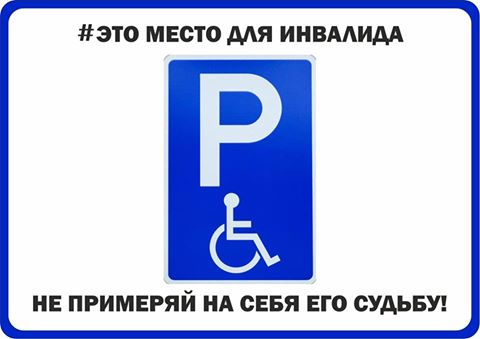 #ЭТО МЕСТО ДЛЯ ИНВАЛИДА
P
НЕ ПРИМЕРЯЙ НА СЕБЯ ЕГО СУДЬБУ!